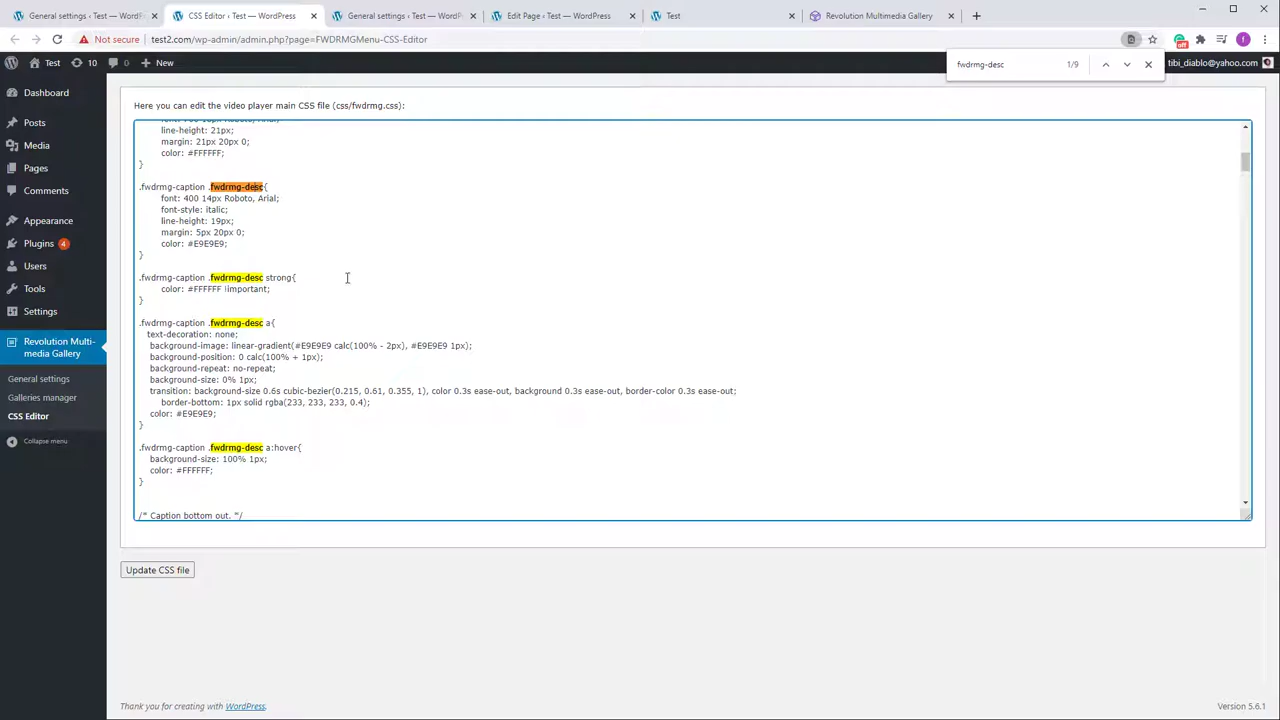 General settings ‹ Test — WordPress
CSS Editor ‹ Test — WordPress
General settings ‹ Test — WordP
Edit Page ‹ Test — WordPress
Test
Revolution Multimedia Gallery
Not secure
test2.com/wp-admin/admin.php?page=FWDRMGMenu-CSS-Editor
off
f
Test
10
0
New
fwdrmg-desc
1/9
tibi_diablo@yahoo.com
Dashboard
Posts
Media
Pages
Comments
Appearance
Plugins 4
Users
Tools
Settings
Revolution Multi-
media Gallery
General settings
Galleries manager
CSS Editor
Collapse menu
Here you can edit the video player main CSS file (css/fwdrmg.css):
line-height: 21px;
margin: 21px 20px 0;
color: #FFFFFF;
}
.fwdrmg-caption .fwdrmg-desc{
font: 400 14px Roboto, Arial;
font-style: italic;
line-height: 19px;
margin: 5px 20px 0;
color: #E9E9E9;
}
.fwdrmg-caption .fwdrmg-desc strong{
color: #FFFFFF !important;
}
.fwdrmg-caption .fwdrmg-desc a{
text-decoration: none;
background-image: linear-gradient(#E9E9E9 calc(100% - 2px), #E9E9E9 1px);
background-position: 0 calc(100% + 1px);
background-repeat: no-repeat;
background-size: 0% 1px;
transition: background-size 0.6s cubic-bezier(0.215, 0.61, 0.355, 1), color 0.3s ease-out, background 0.3s ease-out, border-color 0.3s ease-out;
border-bottom: 1px solid rgba(233, 233, 233, 0.4);
color: #E9E9E9;
}
.fwdrmg-caption .fwdrmg-desc a:hover{
background-size: 100% 1px;
color: #FFFFFF;
}
/* Caption bottom out. */
Update CSS file
Thank you for creating with WordPress.
Version 5.6.1